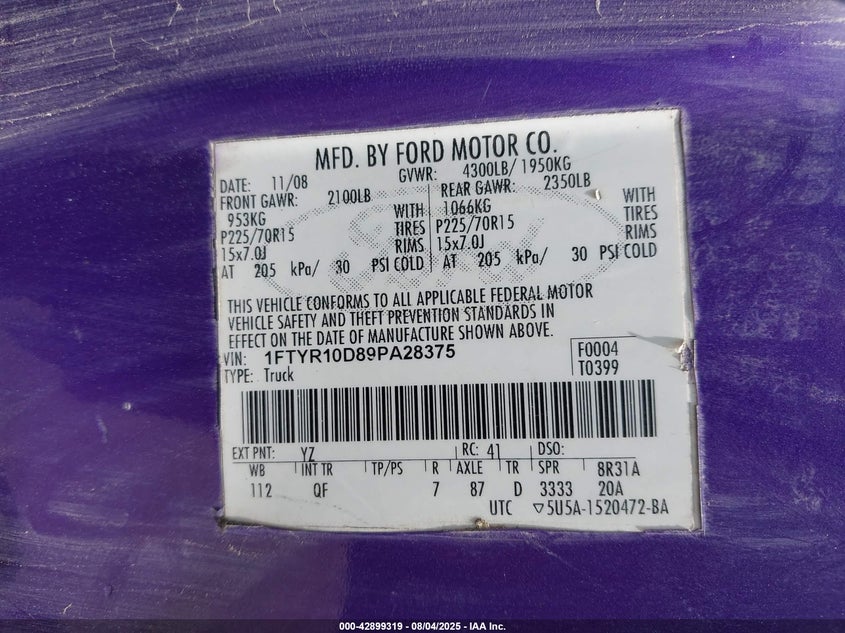 MFD. BY FORD MOTOR CO.
DATE: 11/08 GVWR: 4300LB/ 1950KG
FRONT GAWR: 2100LB REAR GAWR: 2350LB
953KG WITH 1066KG WITH
P225/70R15 TIRES P225/70R15 TIRES
15x7.0J RIMS 15x7.0J RIMS
AT 205 kPa/ 30 PSI COLD AT 205 kPa/ 30 PSI COLD
THIS VEHICLE CONFORMS TO ALL APPLICABLE FEDERAL MOTOR
VEHICLE SAFETY AND THEFT PREVENTION STANDARDS IN
EFFECT ON THE DATE OF MANUFACTURE SHOWN ABOVE.
VIN: 1FTYR10D89PA28375 F0004
TYPE: Truck T0399
EXT PNT: YZ RC: 41 DSO:
WB INT TR TP/PS R AXLE TR SPR 8R31A
112 QF 7 87 D 3333 20A
UTC ▽5U5A-1520472-BA
000-42899319 - 08/04/2025 - IAA Inc.